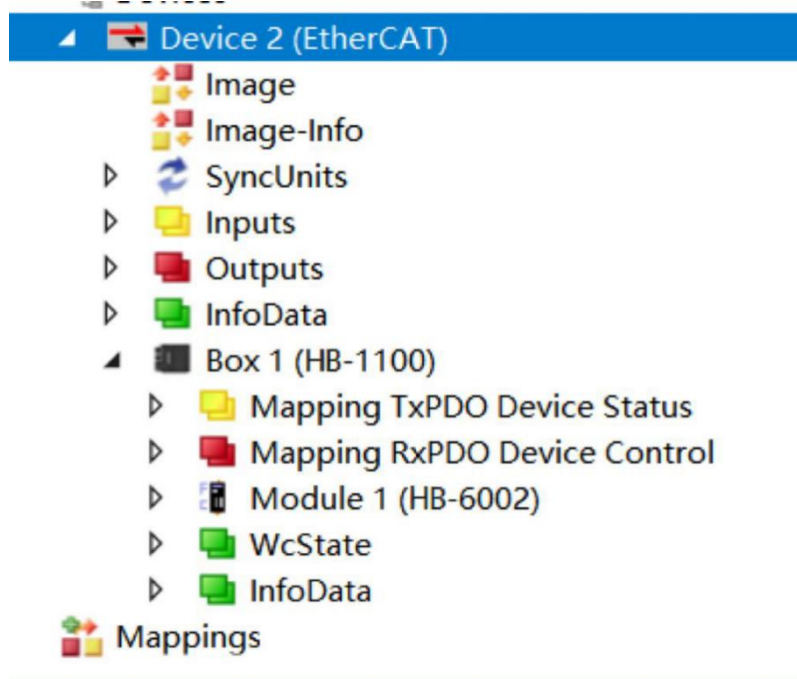 Device 2 (EtherCAT)
Image
Image-Info
SyncUnits
Inputs
Outputs
InfoData
Box 1 (HB-1100)
Mapping TxPDO Device Status
Mapping RxPDO Device Control
Module 1 (HB-6002)
WcState
InfoData
Mappings